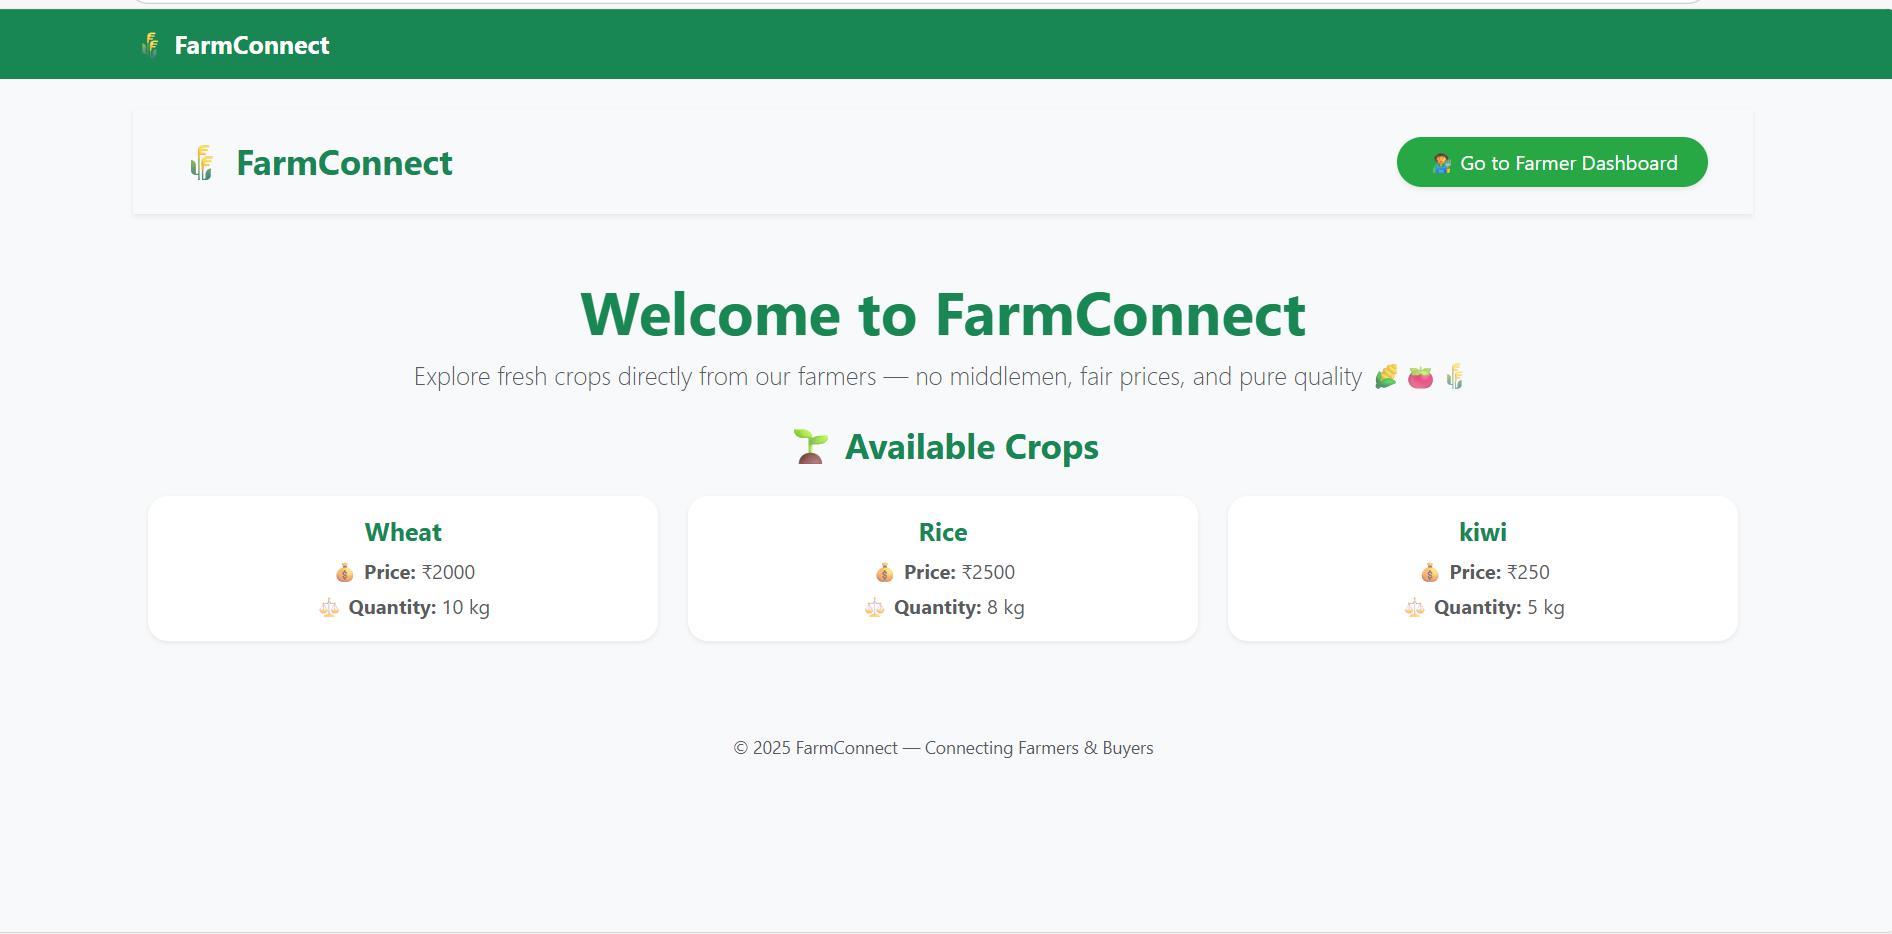 FarmConnect
FarmConnect
Go to Farmer Dashboard
Welcome to FarmConnect
Explore fresh crops directly from our farmers — no middlemen, fair prices, and pure quality
Available Crops
Wheat
Price: ₹2000
Quantity: 10 kg
Rice
Price: ₹2500
Quantity: 8 kg
kiwi
Price: ₹250
Quantity: 5 kg
© 2025 FarmConnect — Connecting Farmers & Buyers